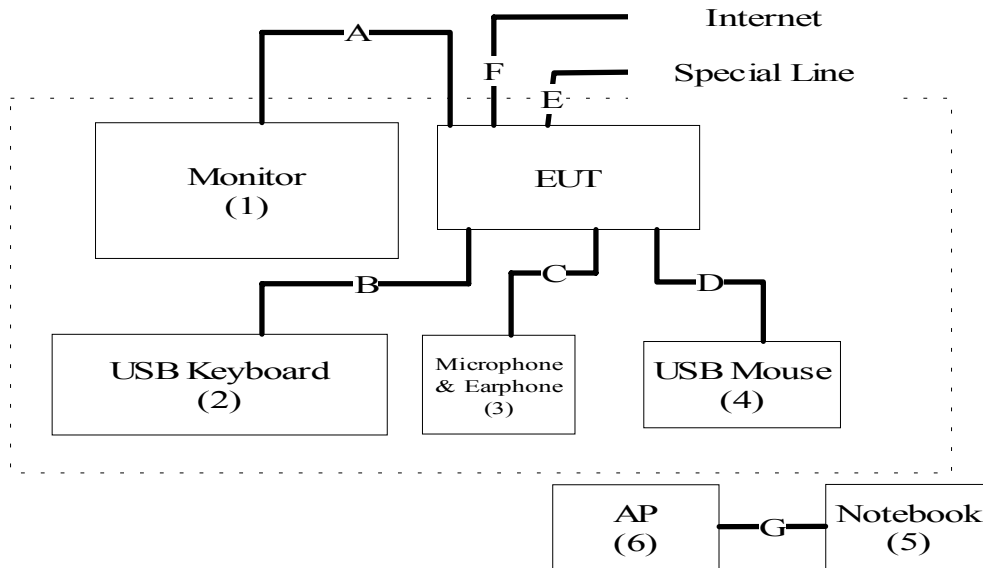 A
Internet
F
Special Line
E
Monitor
(1)
EUT
B
C
D
USB Keyboard
(2)
Microphone
& Earphone
(3)
USB Mouse
(4)
AP
(6)
G
Notebook
(5)